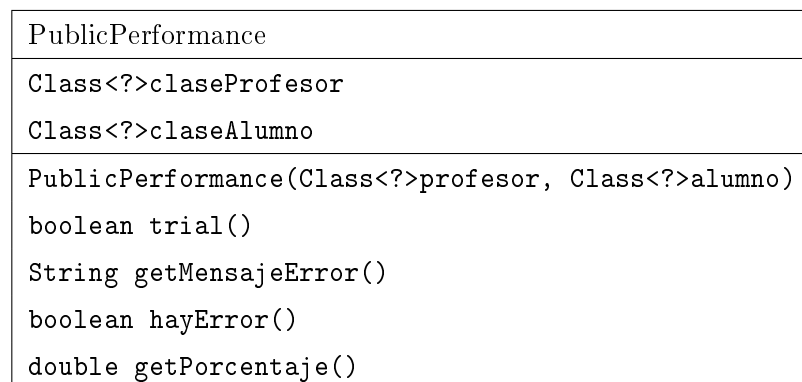 PublicPerformance
Class<?>claseProfesor
Class<?>claseAlumno
PublicPerformance(Class<?>profesor, Class<?>alumno)
boolean trial()
String getMensajeError()
boolean hayError()
double getPorcentaje()